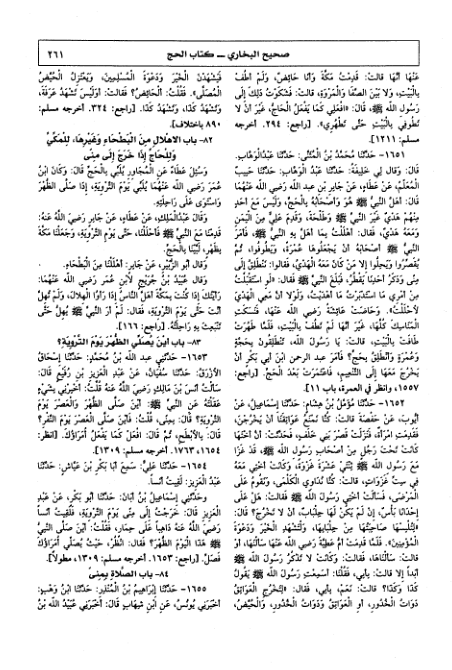 صحيح البخاري ــ كتاب الحج
٢٦١
عنها أنها قالت: قدمت مكة وأنا حائض، ولم أطف
بالبيت، ولا بين الصفا والمروة، قالت: فشكوت ذلك إلى
رسول الله ﷺ، قال: «افعلي كما يفعل الحاج، غير أن لا
تطوفي بالبيت حتى تطهري». [راجع: ٢٩٤. أخرجه
مسلم: ١٢١١].
١٦٥١- حدثنا محمد بن المثنى: حدثنا عبدالوهاب.
قال: وقال لي خليفة: حدثنا عبد الوهاب: حدثنا حبيب
المعلم، عن عطاء، عن جابر بن عبد الله رضي الله عنهما
قال: أهل النبي ﷺ هو وأصحابه بالحج، وليس مع أحد
منهم هدي غير النبي ﷺ وطلحة، وقدم علي من اليمن
ومعه هدي، فقال: أهللت بما أهل به النبي ﷺ، فأمر
النبي ﷺ أصحابه أن يجعلوها عمرة، ويطوفوا، ثم
يقصروا ويحلوا إلا من كان معه الهدي، فقالوا: ننطلق إلى
منى وذكر أحدنا يقطر، فبلغ النبي ﷺ فقال: «لو استقبلت
من أمري ما استدبرت ما أهديت، ولولا أن معي الهدي
لأحللت». وحاضت عائشة رضي الله عنها، فنسكت
المناسك كلها، غير أنها لم تطف بالبيت، فلما طهرت
طافت بالبيت، قالت: يا رسول الله، تنطلقون بحجة
وعمرة وأنطلق بحج؟ فأمر عبد الرحمن ابن أبي بكر أن
يخرج معها إلى التنعيم، فاعتمرت بعد الحج. [راجع:
١٥٥٧، وانظر في العمرة، باب ١١].
١٦٥٢- حدثنا مؤمل بن هشام: حدثنا إسماعيل، عن
أيوب، عن حفصة قالت: كنا نمنع عواتقنا أن يخرجن،
فقدمت امرأة، فنزلت قصر بني خلف، فحدثت: أن أختها
كانت تحت رجل من أصحاب رسول الله ﷺ، قد غزا
مع رسول الله ﷺ ثنتي عشرة غزوة، وكانت أختي معه
في ست غزوات، قالت: كنا نداوي الكلمى، ونقوم على
المرضى، فسألت أختي رسول الله ﷺ فقالت: هل على
إحدانا بأس، إن لم يكن لها جلباب، أن لا تخرج؟ قال:
«لتلبسها صاحبتها من جلبابها، ولتشهد الخير ودعوة
المؤمنين». فلما قدمت أم عطية رضي الله عنها سألتها، أو
قالت: سألناها، فقالت: وكانت لا تذكر رسول الله ﷺ
أبدا إلا قالت: بأبي، فقلنا: أسمعت رسول الله ﷺ يقول
كذا وكذا؟ قالت: نعم، بأبي، فقال: «لتخرج العواتق
ذوات الخدور، أو العواتق وذوات الخدور، والحيض،
فيشهدن الخير ودعوة المسلمين، ويعتزل الحيض
المصلى». فقلت: الحائض؟ فقالت: أوليس تشهد عرفة،
وتشهد كذا، وتشهد كذا. [راجع: ٣٢٤. أخرجه مسلم:
٨٩٠ باختلاف].
٨٢- باب الإهلال من البطحاء وغيرها، للمكي
وللحاج إذا خرج إلى منى
وسئل عطاء عن المجاور يلبي بالحج قال: وكان ابن
عمر رضي الله عنهما يلبي يوم التروية، إذا صلى الظهر
واستوى على راحلته.
وقال عبدالملك، عن عطاء، عن جابر رضي الله عنه:
قدمنا مع النبي ﷺ فأحللنا، حتى يوم التروية، وجعلنا مكة
بظهر، لبينا بالحج.
وقال أبو الزبير، عن جابر: أهللنا من البطحاء.
وقال عبيد بن جريج لابن عمر رضي الله عنهما:
رأيتك إذا كنت بمكة أهل الناس إذا رأوا الهلال، ولم تهل
أنت حتى يوم التروية، فقال: لم أر النبي ﷺ يهل حتى
تنبعث به راحلته. [راجع: ١٦٦].
٨٣- باب أين يصلي الظهر يوم التروية؟
١٦٥٣- حدثني عبد الله بن محمد: حدثنا إسحاق
الأزرق: حدثنا سفيان، عن عبد العزيز بن رفيع قال:
سألت أنس بن مالك رضي الله عنه قلت: أخبرني بشيء
عقلته عن النبي ﷺ: أين صلى الظهر والعصر يوم
التروية؟ قال: بمنى، قلت: فأين صلى العصر يوم النفر؟
قال: بالأبطح، ثم قال: افعل كما يفعل أمراؤك. [انظر:
١٦٥٤، ١٧٦٣. أخرجه مسلم: ١٣٠٩].
١٦٥٤- حدثنا علي: سمع أبا بكر بن عياش: حدثنا
عبد العزيز: لقيت أنسا.
وحدثني إسماعيل بن أبان: حدثنا أبو بكر، عن عبد
العزيز قال: خرجت إلى منى يوم التروية، فلقيت أنسا
رضي الله عنه ذاهبا على حمار، فقلت: أين صلى النبي
ﷺ هذا اليوم الظهر؟ فقال: انظر، حيث يصلي أمراؤك
فصل. [راجع: ١٦٥٣. أخرجه مسلم: ١٣٠٩، مطولا].
٨٤- باب الصلاة بمنى
١٦٥٥- حدثنا إبراهيم بن المنذر: حدثنا ابن وهب:
أخبرني يونس، عن ابن شهاب قال: أخبرني عبيد الله بن